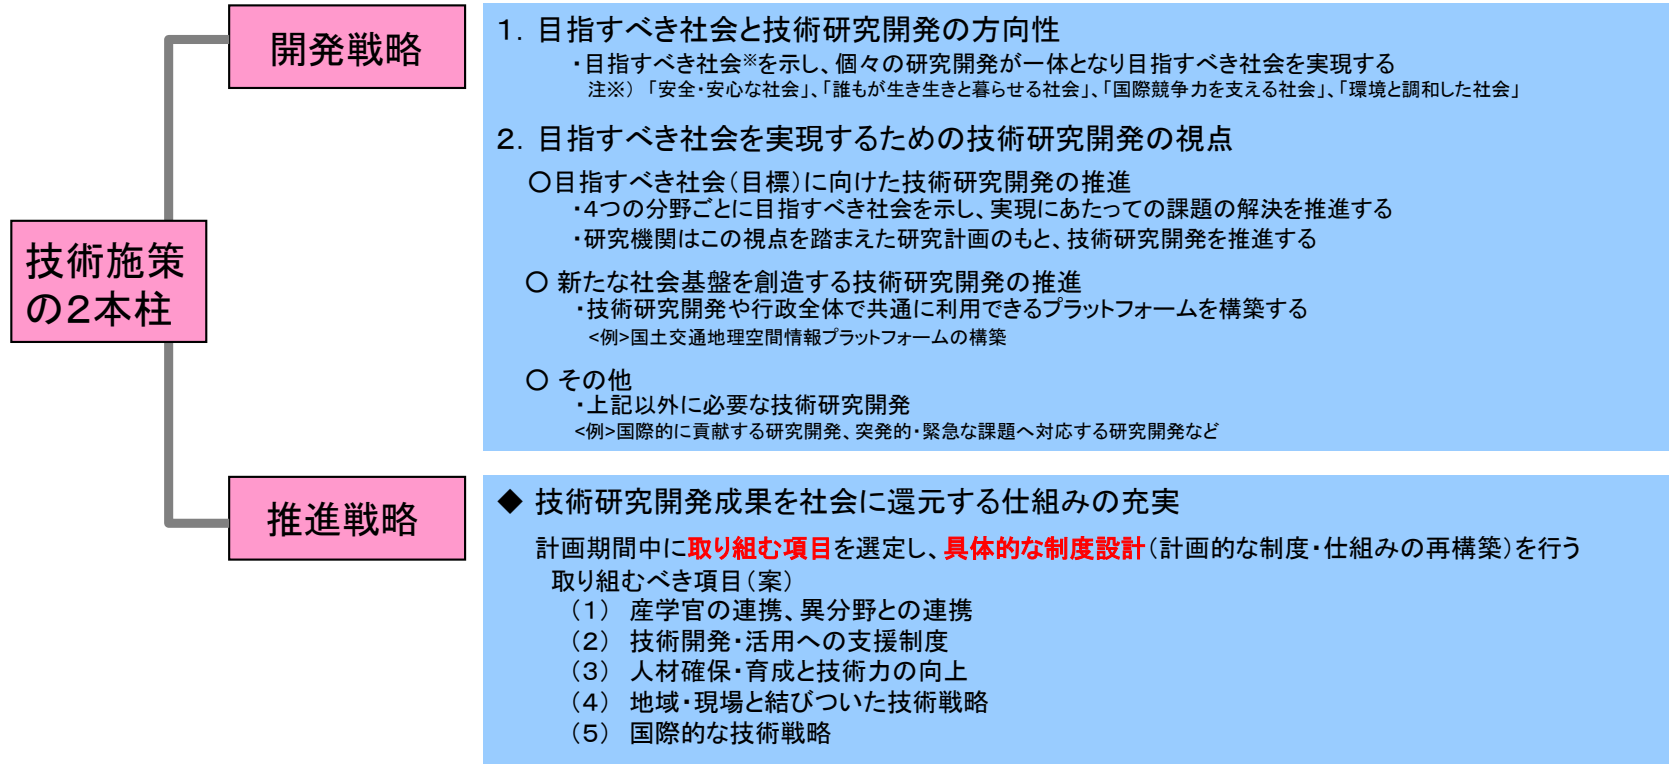 技術施策
の2本柱
開発戦略
1. 目指すべき社会と技術研究開発の方向性
・目指すべき社会※を示し、個々の研究開発が一体となり目指すべき社会を実現する
注※)「安全・安心な社会」、「誰もが生き生きと暮らせる社会」、「国際競争力を支える社会」、「環境と調和した社会」
2. 目指すべき社会を実現するための技術研究開発の視点
○目指すべき社会(目標)に向けた技術研究開発の推進
・4つの分野ごとに目指すべき社会を示し、実現にあたっての課題の解決を推進する
・研究機関はこの視点を踏まえた研究計画のもと、技術研究開発を推進する
○ 新たな社会基盤を創造する技術研究開発の推進
・技術研究開発や行政全体で共通に利用できるプラットフォームを構築する
<例>国土交通地理空間情報プラットフォームの構築
○ その他
・上記以外に必要な技術研究開発
<例>国際的に貢献する研究開発、突発的・緊急な課題へ対応する研究開発など
推進戦略
◆ 技術研究開発成果を社会に還元する仕組みの充実
計画期間中に取り組む項目を選定し、具体的な制度設計(計画的な制度・仕組みの再構築)を行う
取り組むべき項目(案)
(1) 産学官の連携、異分野との連携
(2) 技術開発・活用への支援制度
(3) 人材確保・育成と技術力の向上
(4) 地域・現場と結びついた技術戦略
(5) 国際的な技術戦略